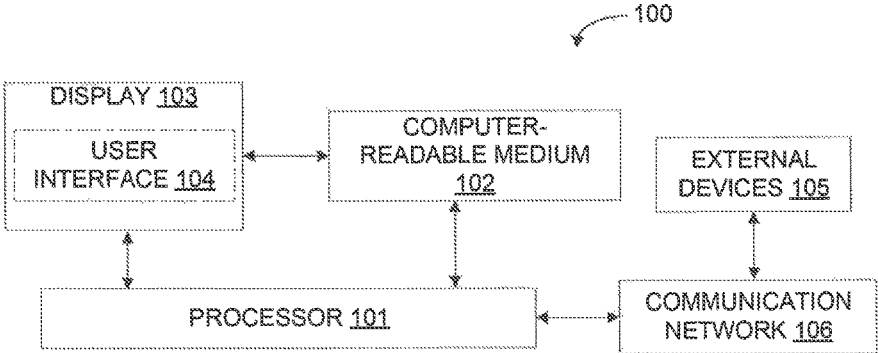 100
DISPLAY 103
USER
INTERFACE 104
COMPUTER-
READABLE MEDIUM
102
EXTERNAL
DEVICES 105
PROCESSOR 101
COMMUNICATION
NETWORK 106